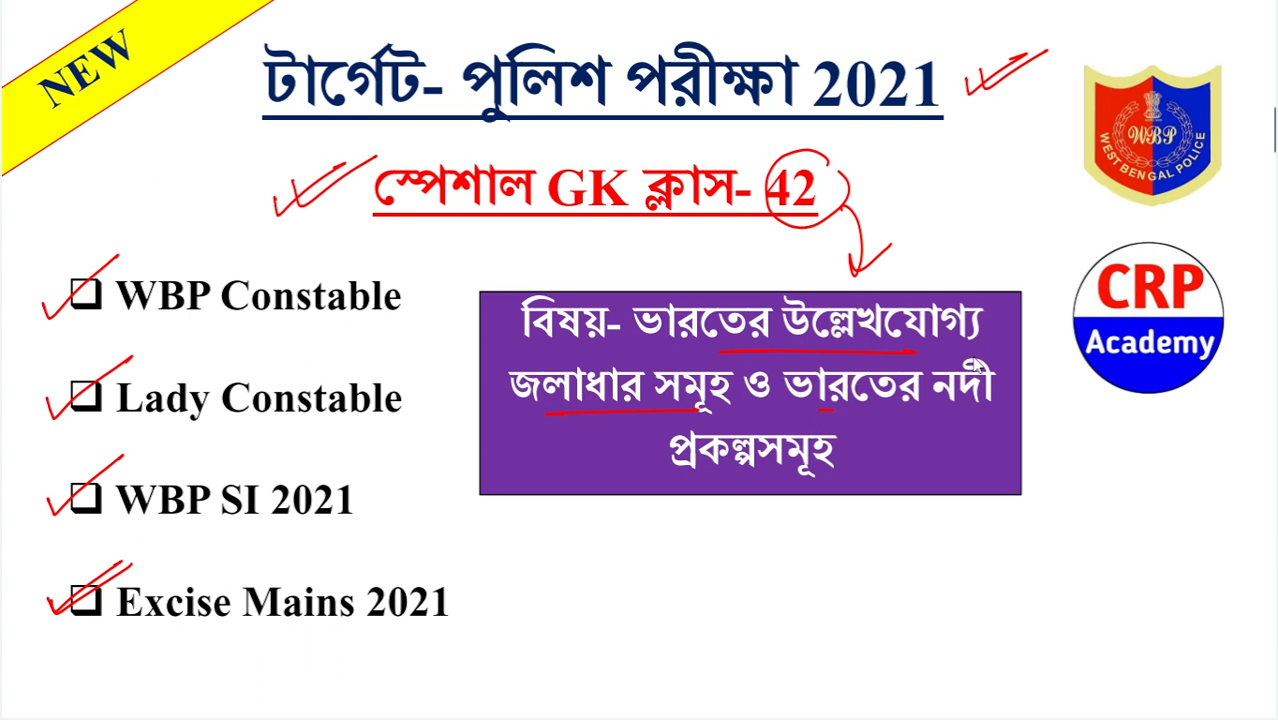 NEW
টার্গেট- পুলিশ পরীক্ষা 2021
স্পেশাল GK ক্লাস- 42
WBP Constable
Lady Constable
WBP SI 2021
Excise Mains 2021
বিষয়- ভারতের উল্লেখযোগ্য
জলাধার সমূহ ও ভারতের নদী
প্রকল্পসমূহ
WBP
WEST BENGAL POLICE
CRP
Academy